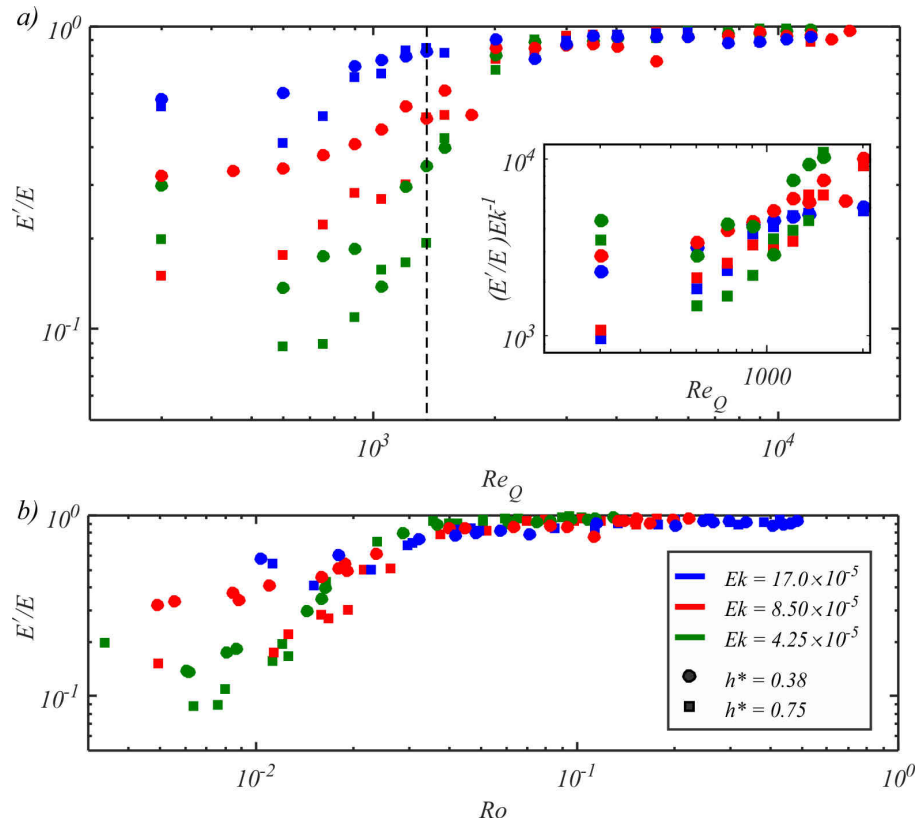 a)
10^0
10^-1
E'/E
10^3
10^4
Re_Q
10^4
10^3
(E'/E)Ek^-1
1000
Re_Q
b)
10^0
10^-1
E'/E
10^-2
10^-1
10^0
Ro
Ek = 17.0×10^-5
Ek = 8.50×10^-5
Ek = 4.25×10^-5
h* = 0.38
h* = 0.75